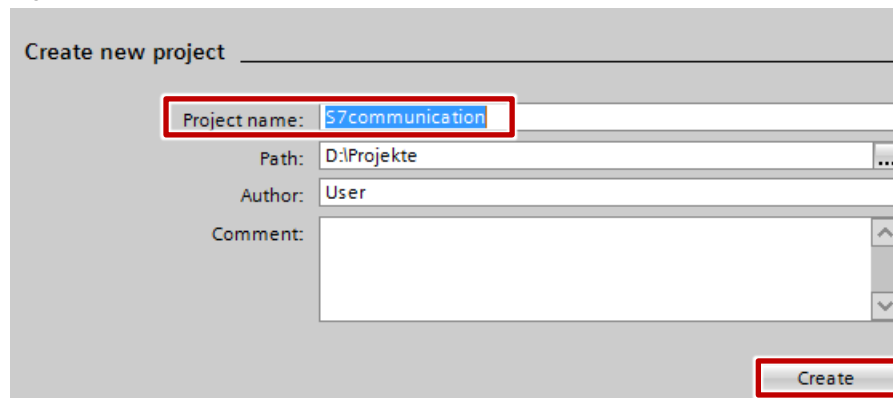 Create new project
Project name: S7communication
Path: D:\Projekte
...
Author: User
Comment:
Create